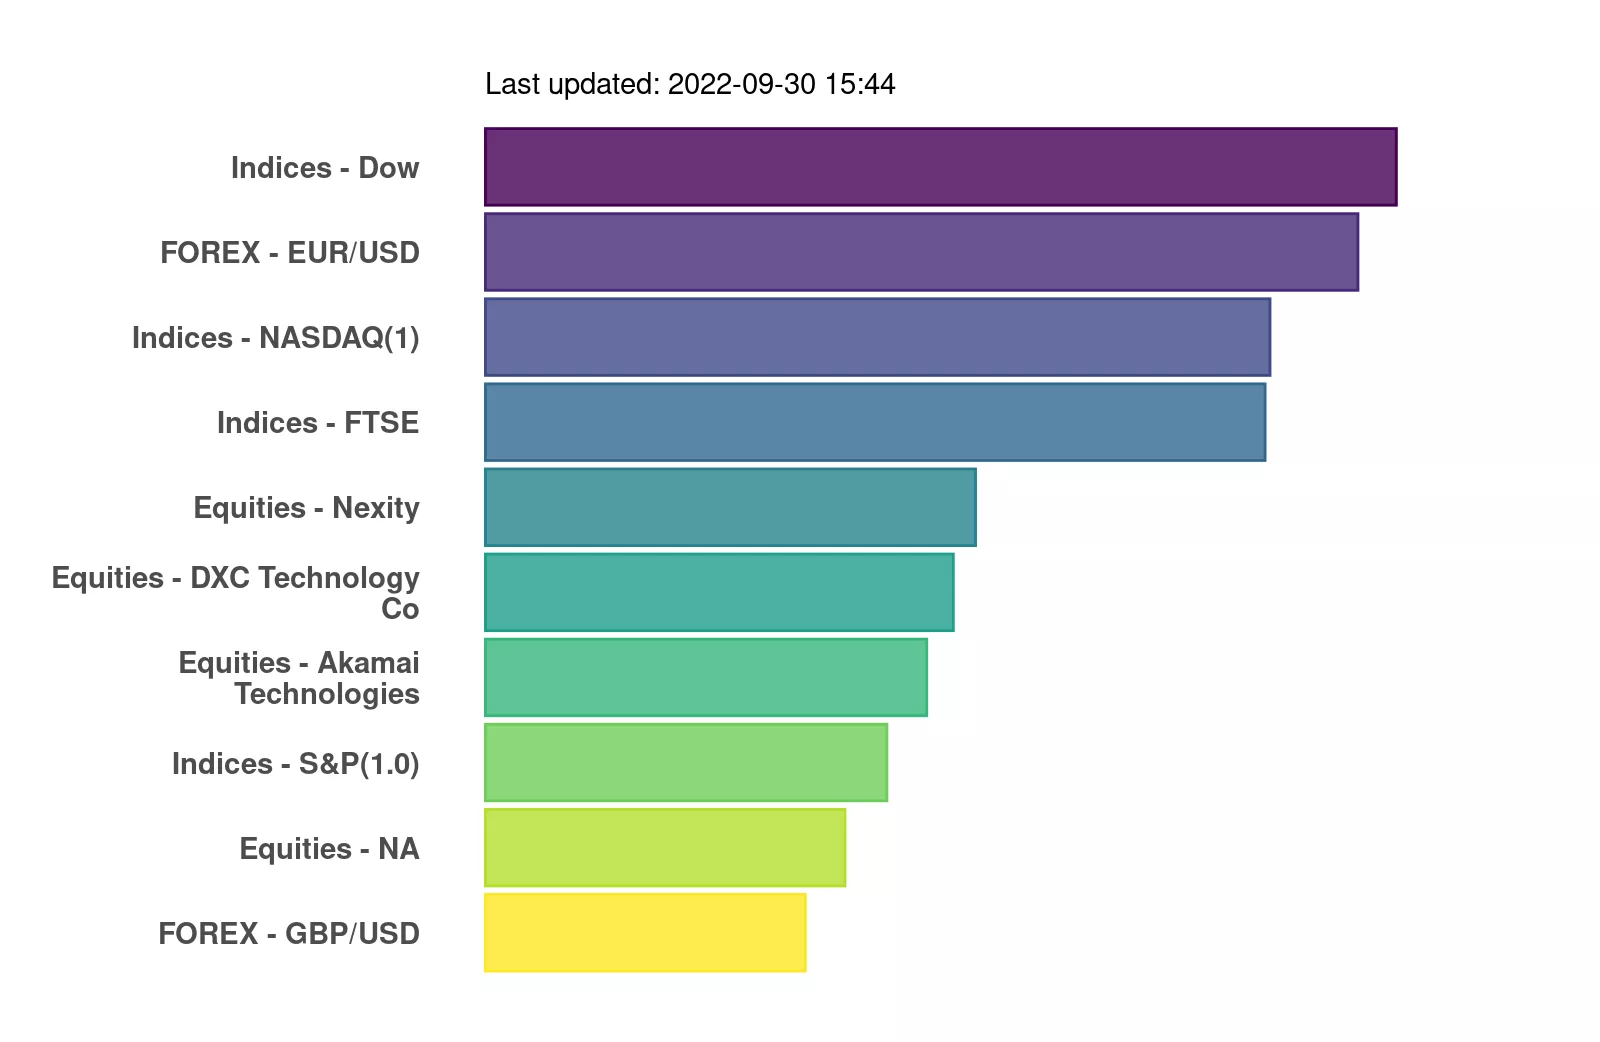 Last updated: 2022-09-30 15:44
Indices - Dow
FOREX - EUR/USD
Indices - NASDAQ(1)
Indices - FTSE
Equities - Nexity
Equities - DXC Technology
Co
Equities - Akamai
Technologies
Indices - S&P(1.0)
Equities - NA
FOREX - GBP/USD